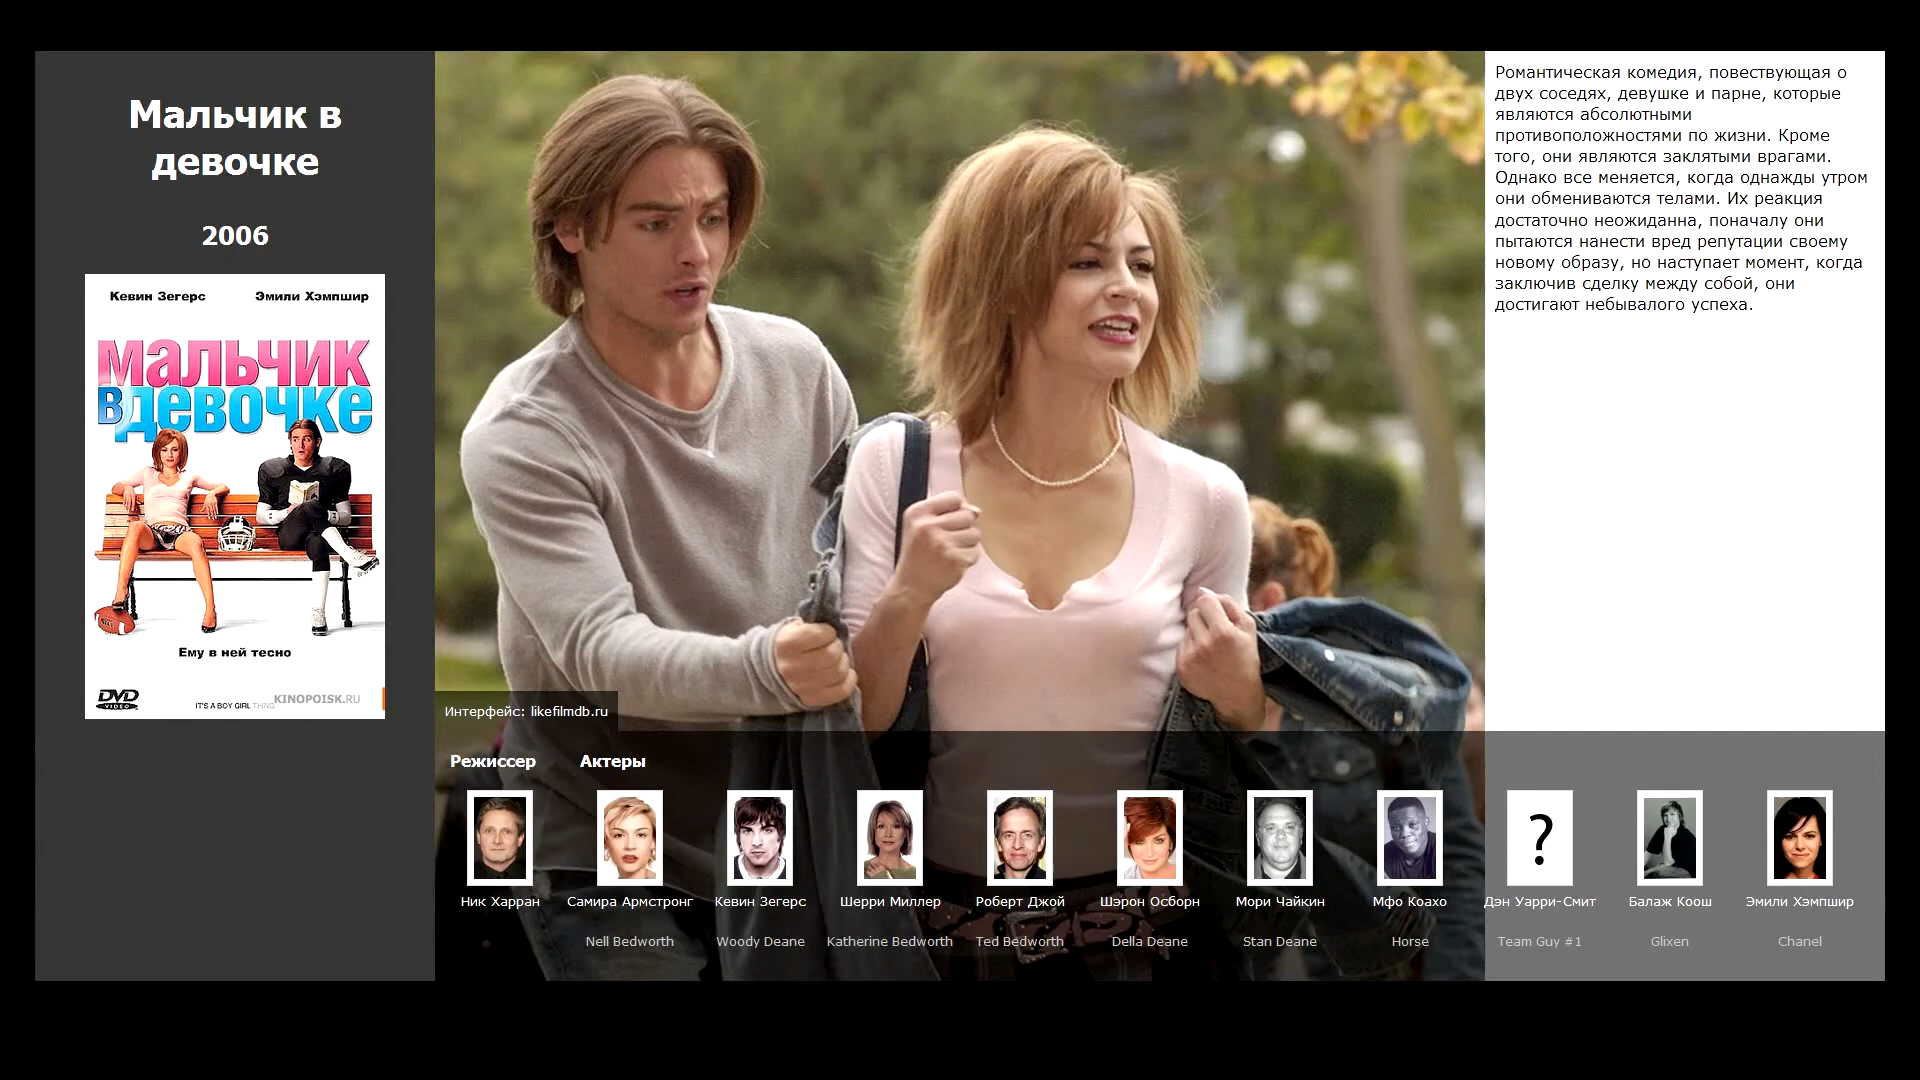 Мальчик в
девочке
2006
Кевин Зегерс Эмили Хэмпшир
мальчик
в девочке
Ему в ней тесно
DVD
VIDEO
IT'S A BOY GIRL THING
KINOPOISK.RU
Романтическая комедия, повествующая о
двух соседях, девушке и парне, которые
являются абсолютными
противоположностями по жизни. Кроме
того, они являются заклятыми врагами.
Однако все меняется, когда однажды утром
они обмениваются телами. Их реакция
достаточно неожиданна, поначалу они
пытаются нанести вред репутации своему
новому образу, но наступает момент, когда
заключив сделку между собой, они
достигают небывалого успеха.
Интерфейс: likefilmdb.ru
Режиссер Актеры
?
Ник Харран Самира Армстронг Кевин Зегерс Шерри Миллер Роберт Джой Шэрон Осборн Мори Чайкин Мфо Коахо Дэн Уарри-Смит Балаж Коош Эмили Хэмпшир
Nell Bedworth Woody Deane Katherine Bedworth Ted Bedworth Della Deane Stan Deane Horse Team Guy #1 Glixen Chanel